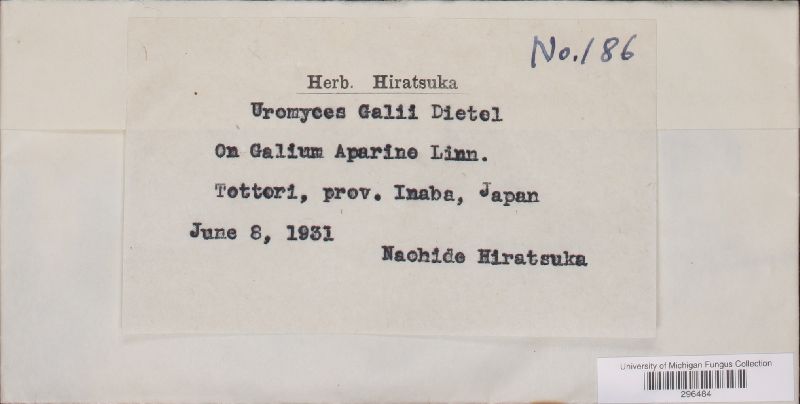 No. 186
Herb. Hiratsuka
Uromyces Galii Dietel
On Galium Aparine Linn.
Tottori, prov. Inaba, Japan
June 8, 1931
Naohide Hiratsuka
University of Michigan Fungus Collection
296484